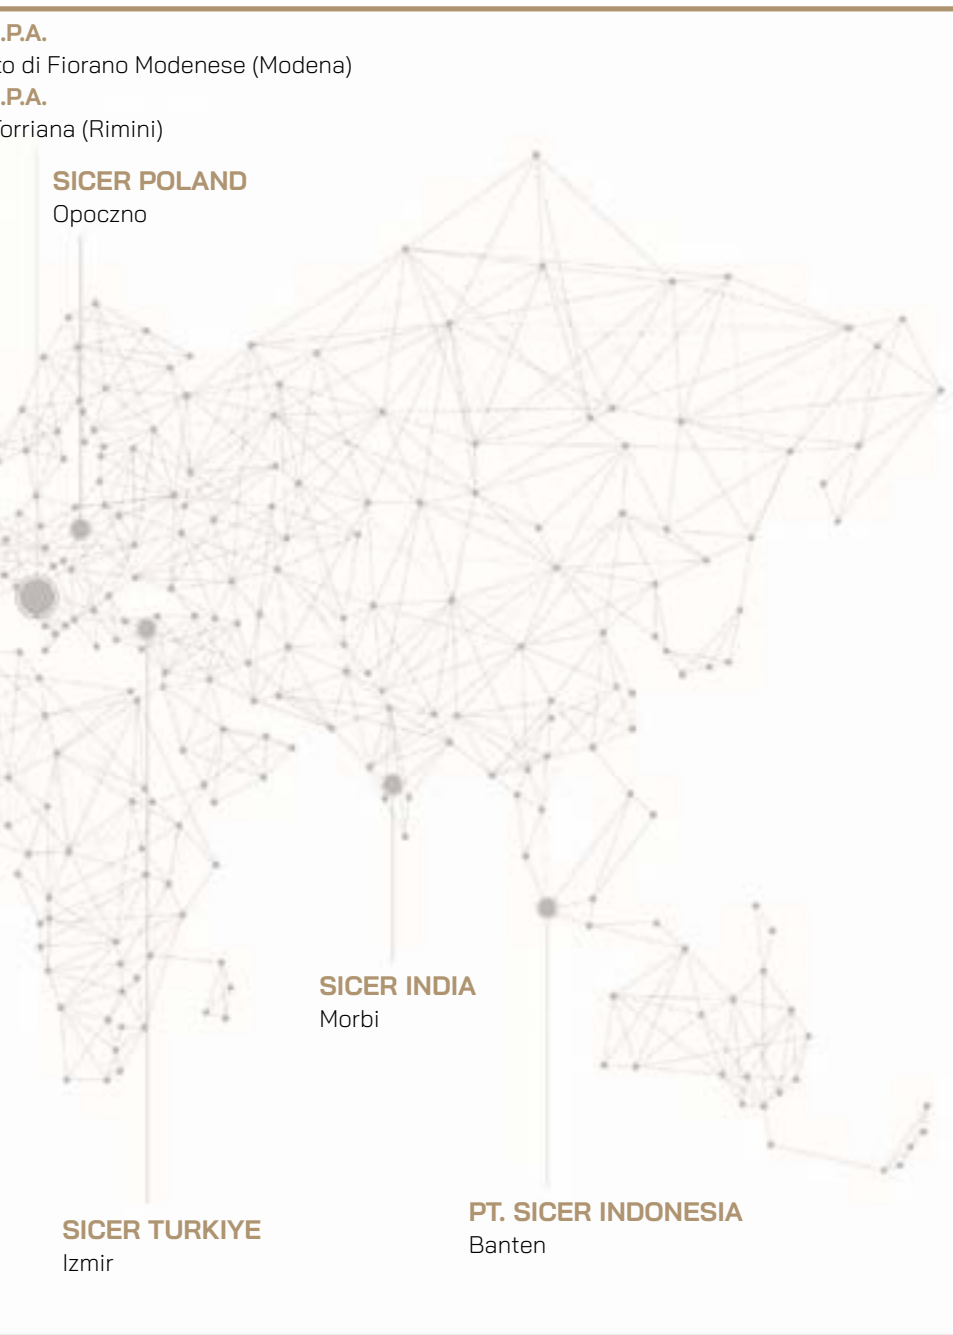 .P.A.
to di Fiorano Modenese (Modena)
.P.A.
Torriana (Rimini)
SICER POLAND
Opoczno
SICER INDIA
Morbi
PT. SICER INDONESIA
Banten
SICER TURKIYE
Izmir